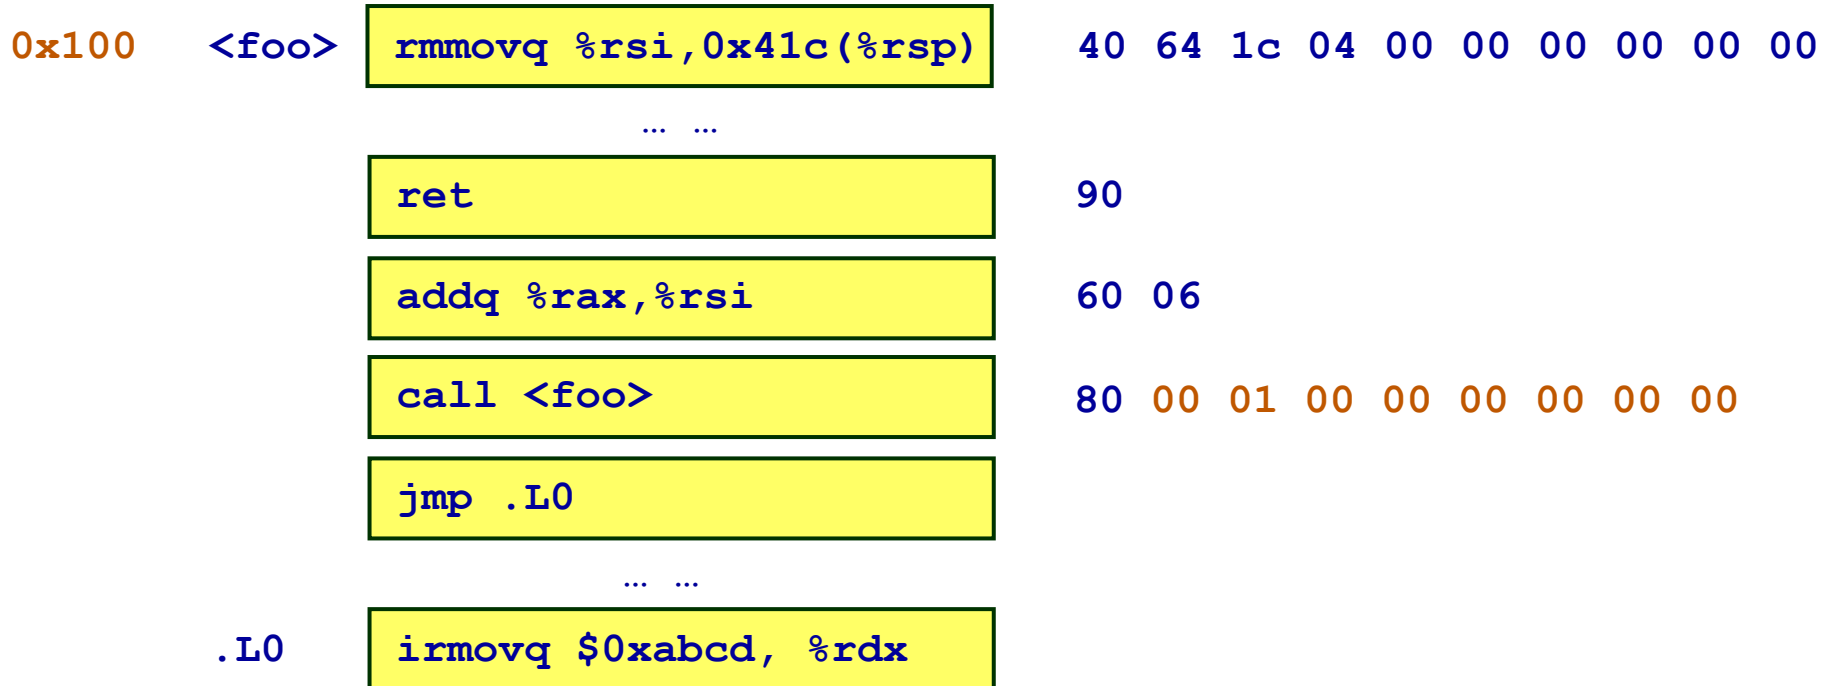 0x100 <foo> rmmovq %rsi,0x41c(%rsp) 40 64 1c 04 00 00 00 00 00 00
… …
ret 90
addq %rax,%rsi 60 06
call <foo> 80 00 01 00 00 00 00 00 00
jmp .L0
… …
.L0 irmovq $0xabcd, %rdx